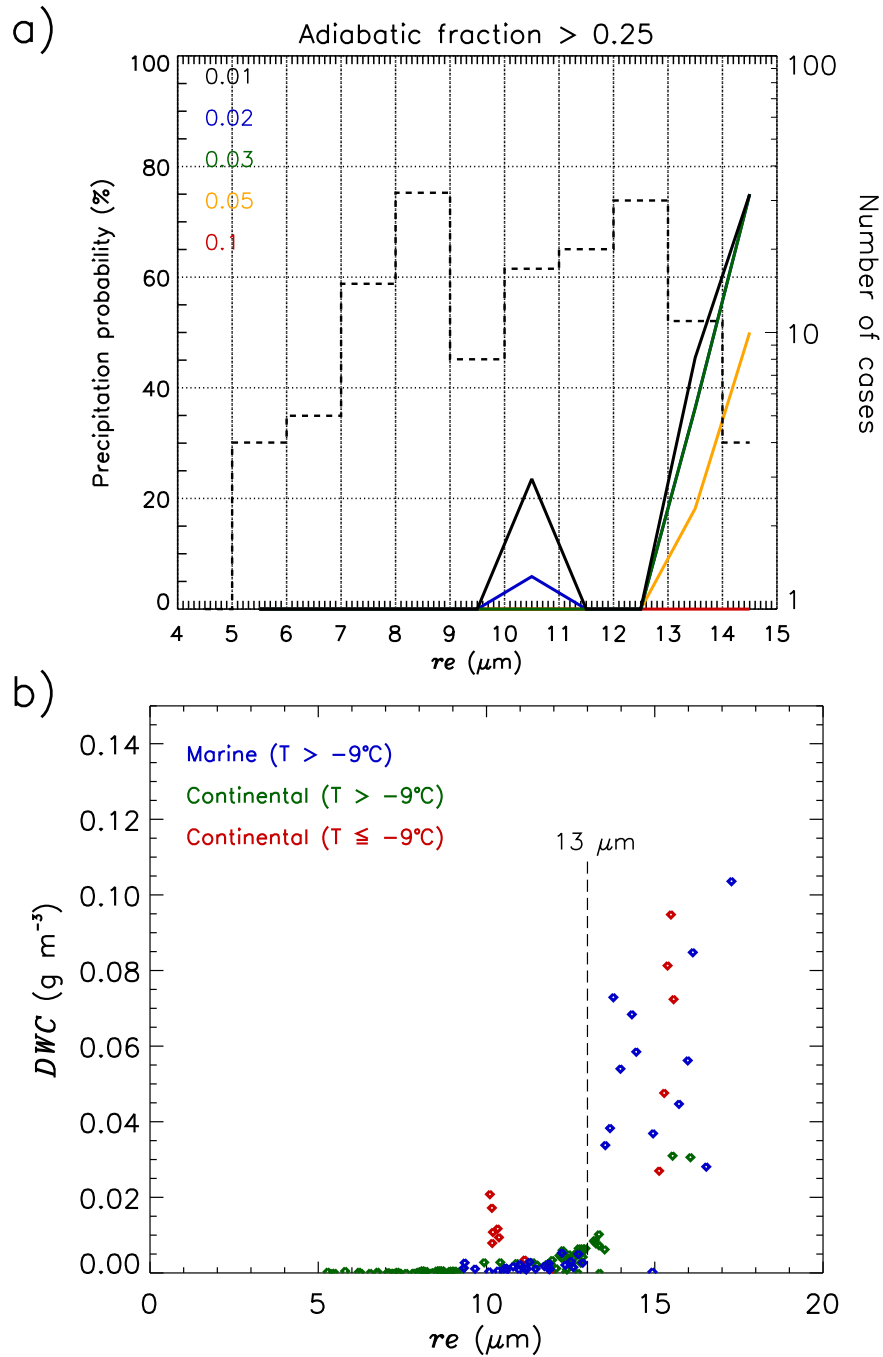 a)
Adiabatic fraction > 0.25
100
80
60
40
20
0
Precipitation probability (%)
0.01
0.02
0.03
0.05
0.1
100
10
1
Number of cases
4 5 6 7 8 9 10 11 12 13 14 15
re (μm)
b)
0.14
0.12
0.10
0.08
0.06
0.04
0.02
0.00
DWC (g m⁻³)
Marine (T > −9°C)
Continental (T > −9°C)
Continental (T ≦ −9°C)
13 μm
0 5 10 15 20
re (μm)